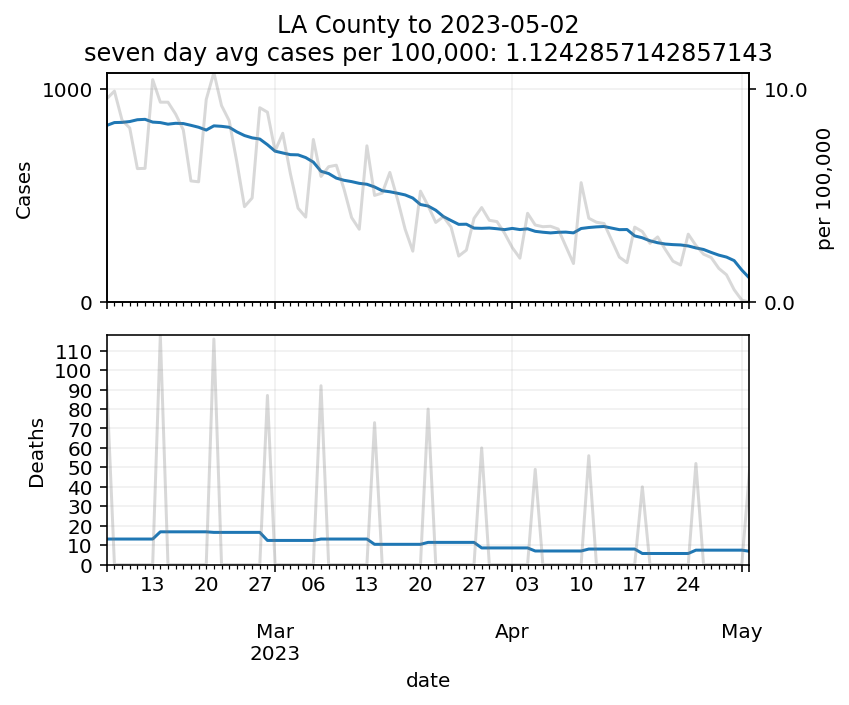 LA County to 2023-05-02
seven day avg cases per 100,000: 1.1242857142857143
1000
0
Cases
10.0
0.0
per 100,000
110
100
90
80
70
60
50
40
30
20
10
0
Deaths
13 20 27 06 13 20 27 03 10 17 24
Mar Apr May
2023
date